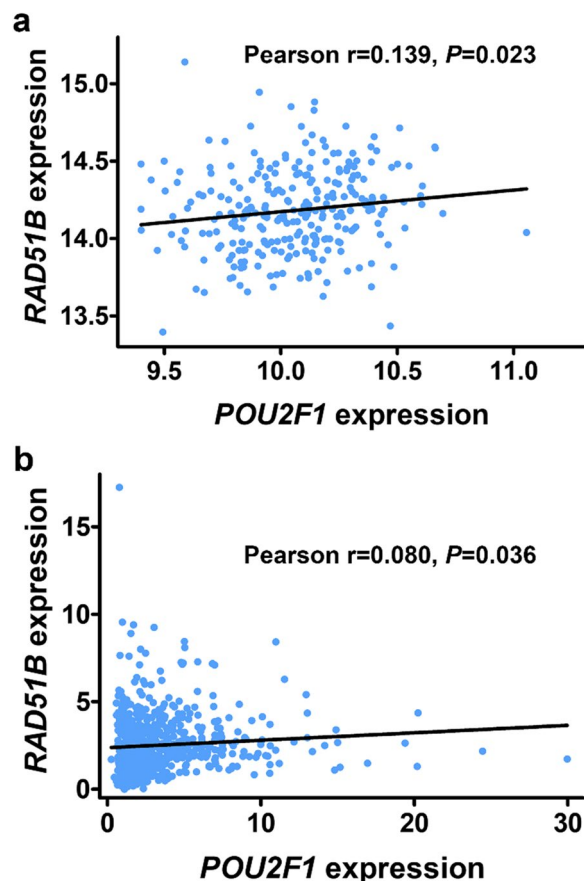 a
Pearson r=0.139, P=0.023
RAD51B expression
15.0
14.5
14.0
13.5
9.5 10.0 10.5 11.0
POU2F1 expression
b
Pearson r=0.080, P=0.036
RAD51B expression
15
10
5
0
0 10 20 30
POU2F1 expression